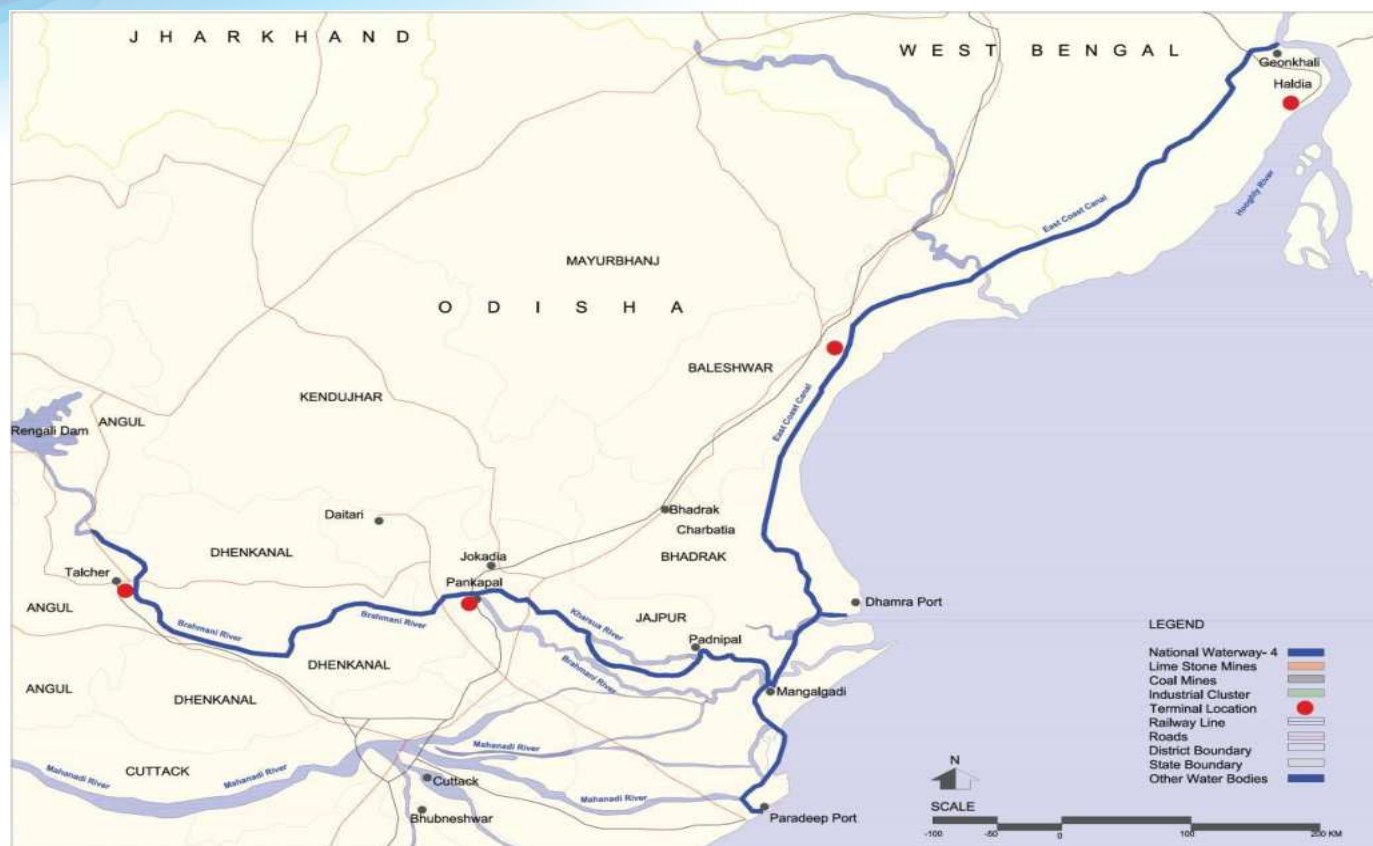 JHARKHAND
WEST BENGAL
Geonkhali
Haldia
East Coast Canal
Hooghly River
MAYURBHANJ
ODISHA
BALESHWAR
KENDUJHAR
East Coast Canal
ANGUL
Rengali Dam
Bhadrak
Daitari
Charbatia
DHENKANAL
BHADRAK
Jokadia
Talcher
Pankapal
Dhamra Port
ANGUL
Brahmani River
Brahmani River
Kharsua River
JAJPUR
Padnipal
DHENKANAL
Brahmani River
ANGUL
DHENKANAL
Mangalgadi
Mahanadi River
CUTTACK
Mahanadi River
Mahanadi River
Cuttack
Mahanadi River
Bhubneshwar
Paradeep Port
LEGEND
National Waterway- 4
Lime Stone Mines
Coal Mines
Industrial Cluster
Terminal Location
Railway Line
Roads
District Boundary
State Boundary
Other Water Bodies
N
SCALE
-100 -50 0 100 200 KM